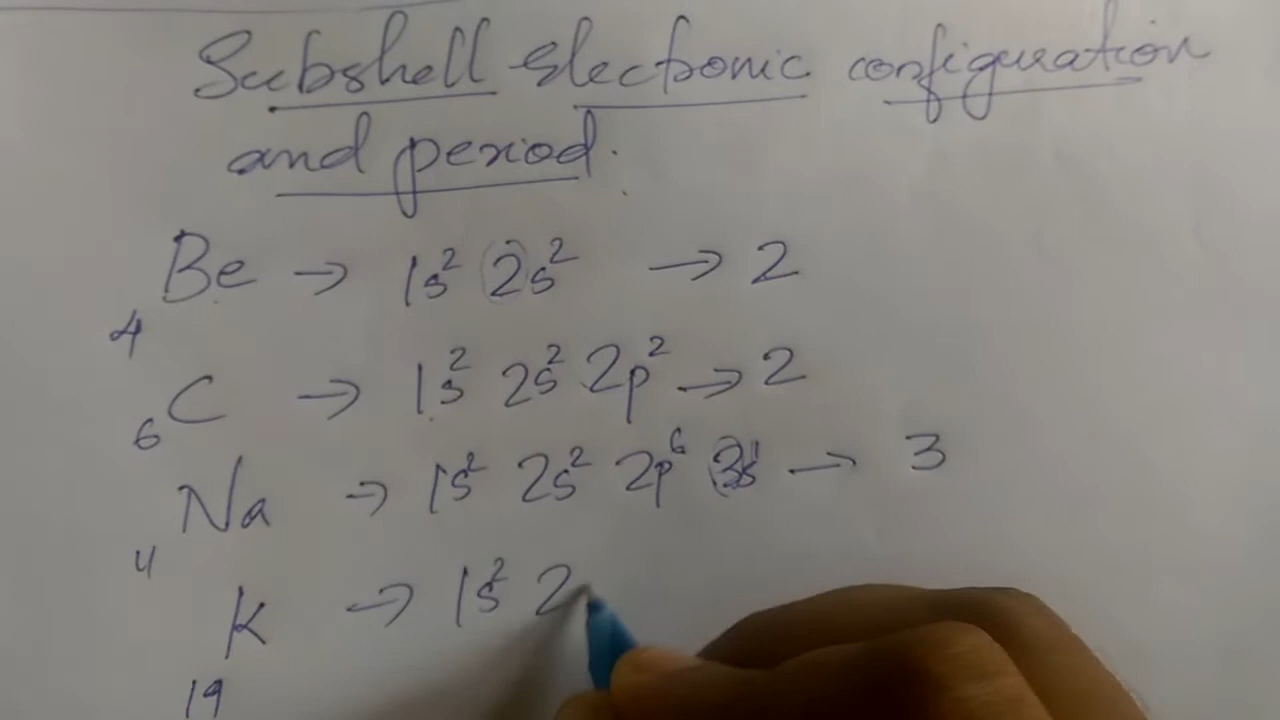 Subshell electronic configuration
and period.
Be → 1s² 2s² → 2
4
C → 1s² 2s² 2p² → 2
6
Na → 1s² 2s² 2p⁶ 3s¹ → 3
11
K → 1s² 2
19